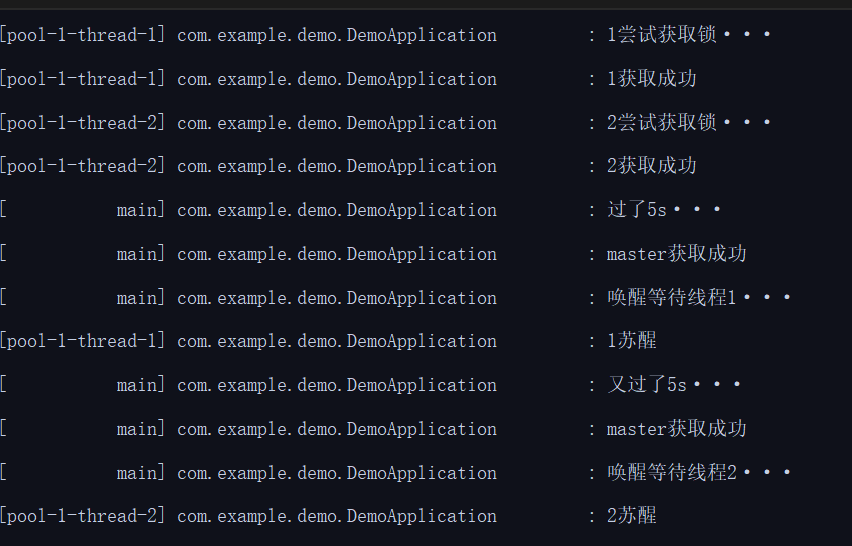 [pool-1-thread-1] com.example.demo.DemoApplication : 1尝试获取锁···
[pool-1-thread-1] com.example.demo.DemoApplication : 1获取成功
[pool-1-thread-2] com.example.demo.DemoApplication : 2尝试获取锁···
[pool-1-thread-2] com.example.demo.DemoApplication : 2获取成功
[ main] com.example.demo.DemoApplication : 过了5s···
[ main] com.example.demo.DemoApplication : master获取成功
[ main] com.example.demo.DemoApplication : 唤醒等待线程1···
[pool-1-thread-1] com.example.demo.DemoApplication : 1苏醒
[ main] com.example.demo.DemoApplication : 又过了5s···
[ main] com.example.demo.DemoApplication : master获取成功
[ main] com.example.demo.DemoApplication : 唤醒等待线程2···
[pool-1-thread-2] com.example.demo.DemoApplication : 2苏醒